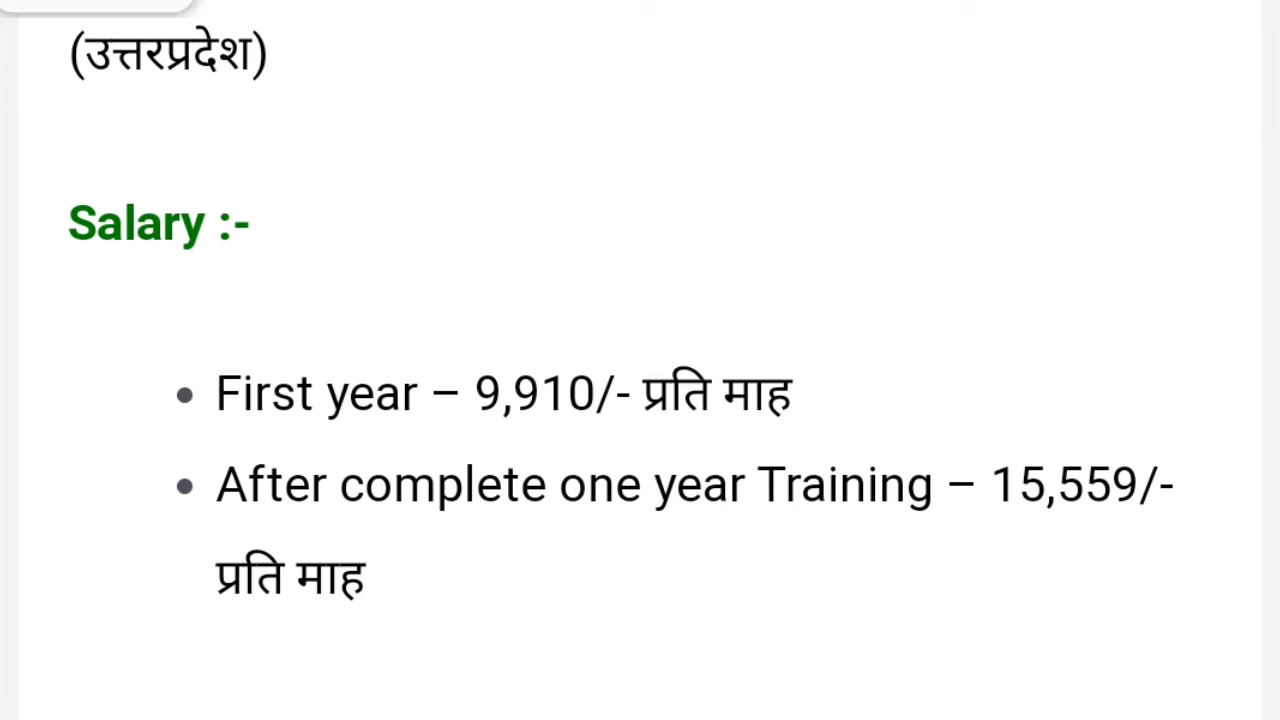 (उत्तरप्रदेश)
Salary :-
First year – 9,910/- प्रति माह
After complete one year Training – 15,559/-
प्रति माह